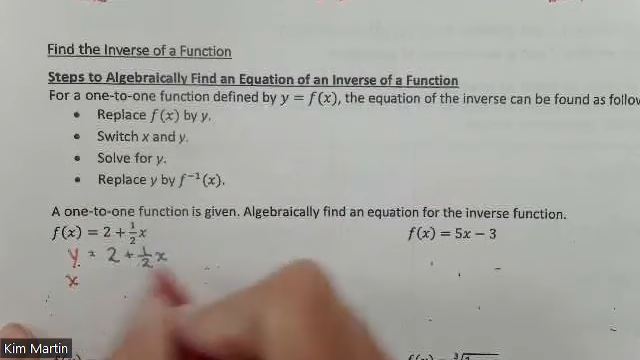 Find the Inverse of a Function
Steps to Algebraically Find an Equation of an Inverse of a Function
For a one-to-one function defined by y = f(x), the equation of the inverse can be found as
• Replace f(x) by y.
• Switch x and y.
• Solve for y.
• Replace y by f⁻¹(x).
A one-to-one function is given. Algebraically find an equation for the inverse function.
f(x) = 2 + ½x f(x) = 5x − 3
y = 2 + ½x
x
Kim Martin